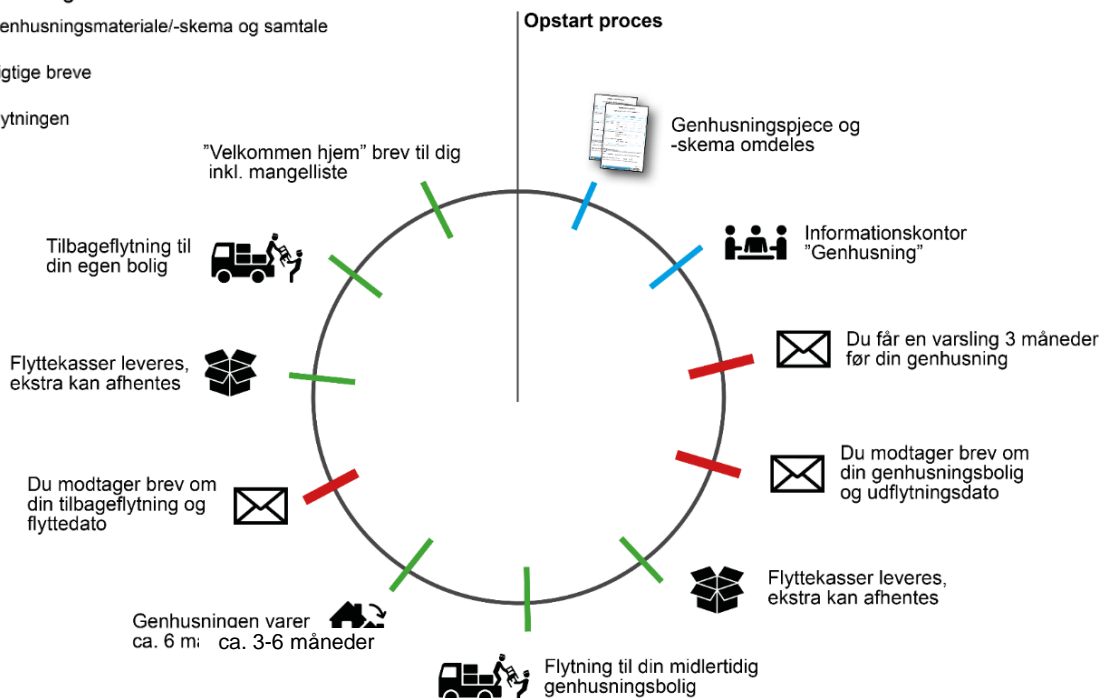 Opstart proces
enhusningsmateriale/-skema og samtale
gtige breve
ytningen
Genhusningspjece og
-skema omdeles
Informationskontor
"Genhusning"
Du får en varsling 3 måneder
før din genhusning
Du modtager brev om
din genhusningsbolig
og udflytningsdato
Flyttekasser leveres,
ekstra kan afhentes
Flytning til din midlertidig
genhusningsbolig
Genhusningen varer
ca. 6 m
ca. 3-6 måneder
Du modtager brev om
din tilbageflytning og
flyttedato
Flyttekasser leveres,
ekstra kan afhentes
Tilbageflytning til
din egen bolig
"Velkommen hjem" brev til dig
inkl. mangelliste